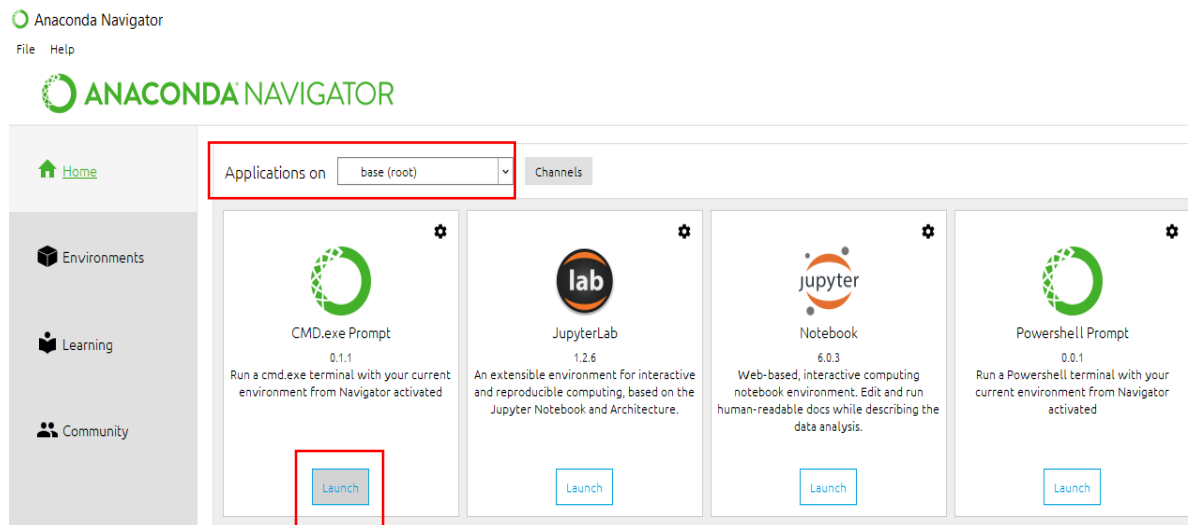 Anaconda Navigator
File Help
ANACONDA NAVIGATOR
Home
Applications on base (root) Channels
Environments
Learning
Community
CMD.exe Prompt
0.1.1
Run a cmd.exe terminal with your current
environment from Navigator activated
Launch
lab
JupyterLab
1.2.6
An extensible environment for interactive
and reproducible computing, based on the
Jupyter Notebook and Architecture.
Launch
jupyter
Notebook
6.0.3
Web-based, interactive computing
notebook environment. Edit and run
human-readable docs while describing the
data analysis.
Launch
Powershell Prompt
0.0.1
Run a Powershell terminal with your
current environment from Navigator
activated
Launch